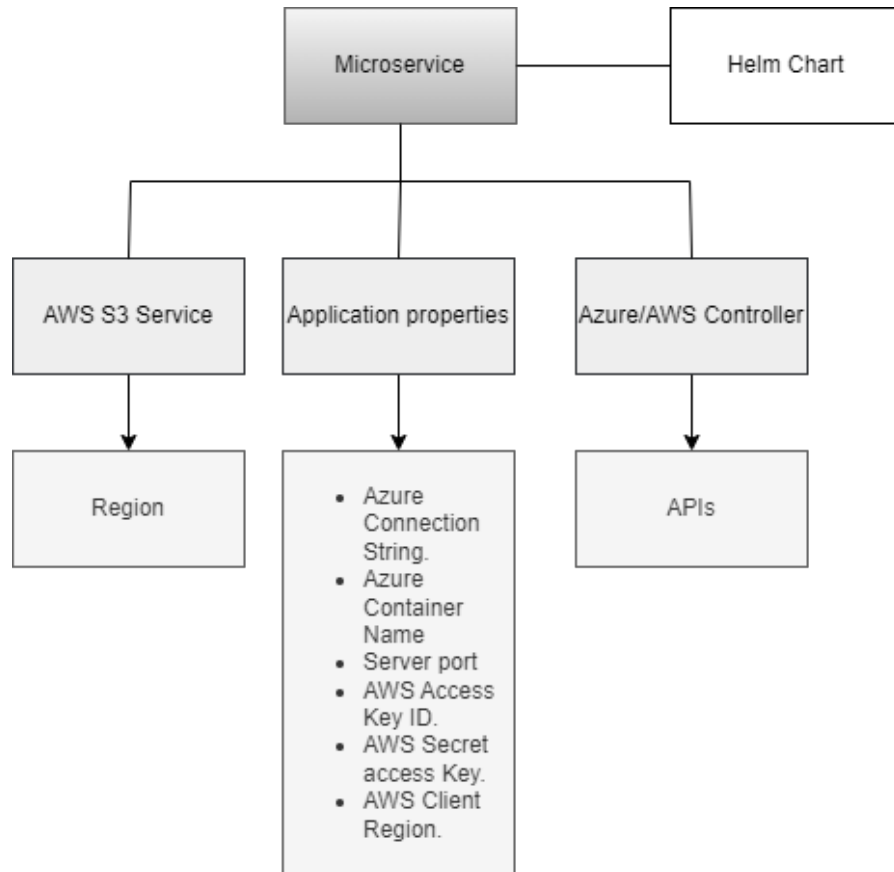 Microservice
Helm Chart
AWS S3 Service
Application properties
Azure/AWS Controller
Region
• Azure
Connection
String.
• Azure
Container
Name
• Server port
• AWS Access
Key ID.
• AWS Secret
access Key.
• AWS Client
Region.
APIs